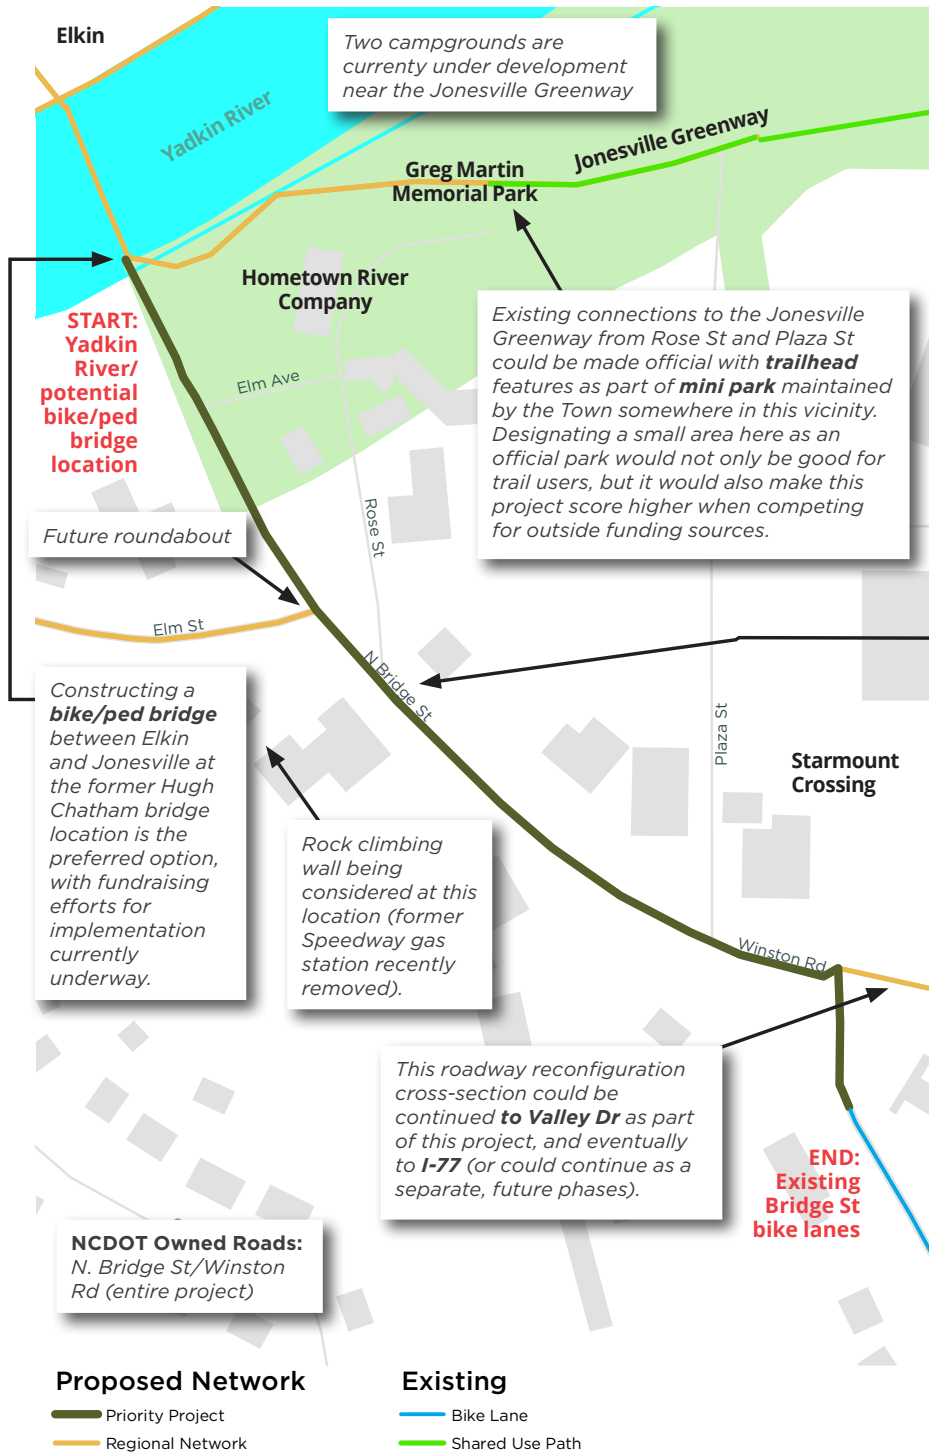 Elkin
Two campgrounds are
currenty under development
near the Jonesville Greenway
Yadkin River
Jonesville Greenway
Greg Martin
Memorial Park
Hometown River
Company
START:
Yadkin
River/
potential
bike/ped
bridge
location
Existing connections to the Jonesville
Greenway from Rose St and Plaza St
could be made official with trailhead
features as part of mini park maintained
by the Town somewhere in this vicinity.
Designating a small area here as an
official park would not only be good for
trail users, but it would also make this
project score higher when competing
for outside funding sources.
Elm Ave
Rose St
Future roundabout
Elm St
N Bridge St
Constructing a
bike/ped bridge
between Elkin
and Jonesville at
the former Hugh
Chatham bridge
location is the
preferred option,
with fundraising
efforts for
implementation
currently
underway.
Plaza St
Starmount
Crossing
Rock climbing
wall being
considered at this
location (former
Speedway gas
station recently
removed).
Winston Rd
This roadway reconfiguration
cross-section could be
continued to Valley Dr as part
of this project, and eventually
to I-77 (or could continue as a
separate, future phases).
END:
Existing
Bridge St
bike lanes
NCDOT Owned Roads:
N. Bridge St/Winston
Rd (entire project)
Proposed Network
Priority Project
Regional Network
Existing
Bike Lane
Shared Use Path